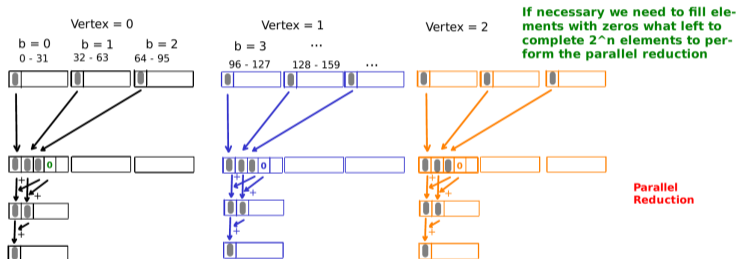 Vertex = 0
b = 0
b = 1
b = 2
0 - 31
32 - 63
64 - 95
Vertex = 1
b = 3
...
96 - 127
128 - 159
...
Vertex = 2
If necessary we need to fill ele-
ments with zeros what left to
complete 2^n elements to per-
form the parallel reduction
0
0
0
+
+
+
+
+
+
+
+
+
Parallel
Reduction